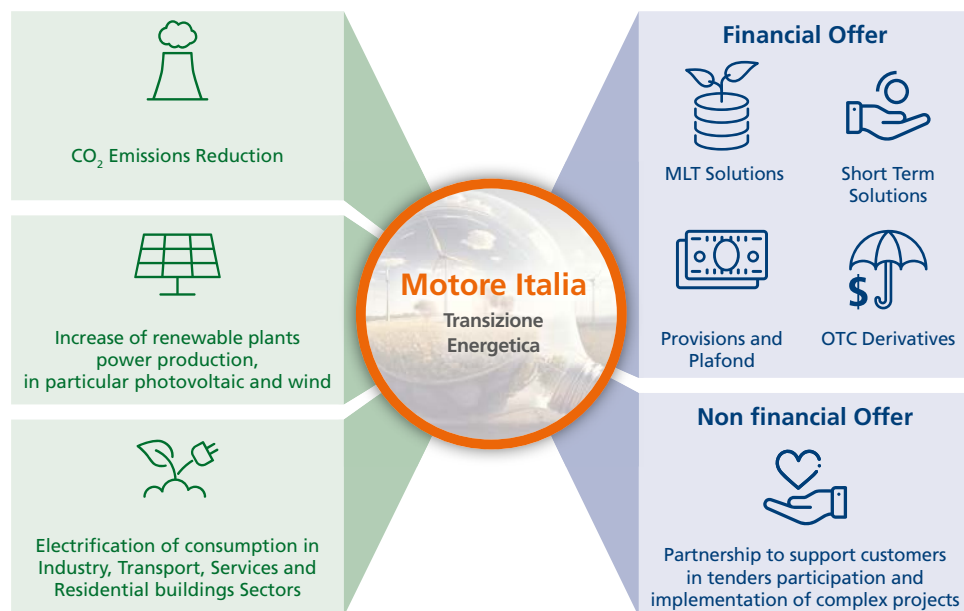 CO₂ Emissions Reduction
Increase of renewable plants
power production,
in particular photovoltaic and wind
Electrification of consumption in
Industry, Transport, Services and
Residential buildings Sectors
Motore Italia
Transizione
Energetica
Financial Offer
MLT Solutions
Short Term
Solutions
Provisions and
Plafond
$
OTC Derivatives
Non financial Offer
Partnership to support customers
in tenders participation and
implementation of complex projects